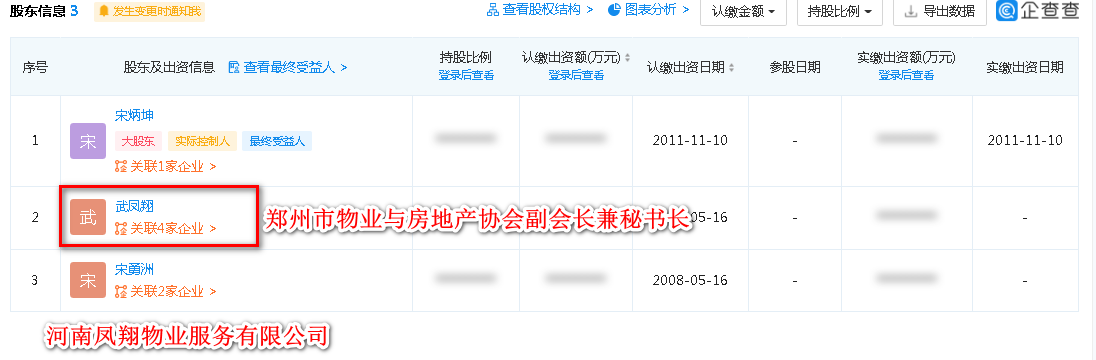 股东信息 3 发生变更时通知我 查看股权结构 > 图表分析 > 认缴金额 持股比例 导出数据 企查查
序号 股东及出资信息 查看最终受益人 > 持股比例 登录后查看 认缴出资额(万元) 登录后查看 认缴出资日期 参股日期 实缴出资额(万元) 登录后查看 实缴出资日期
1 宋 宋炳坤 2011-11-10 - 2011-11-10
大股东 实际控制人 最终受益人
关联1家企业 >
2 武 武凤翔 郑州市物业与房地产协会副会长兼秘书长 05-16 - -
关联4家企业 >
3 宋 宋勇洲 2008-05-16 - -
关联2家企业 >
河南凤翔物业服务有限公司